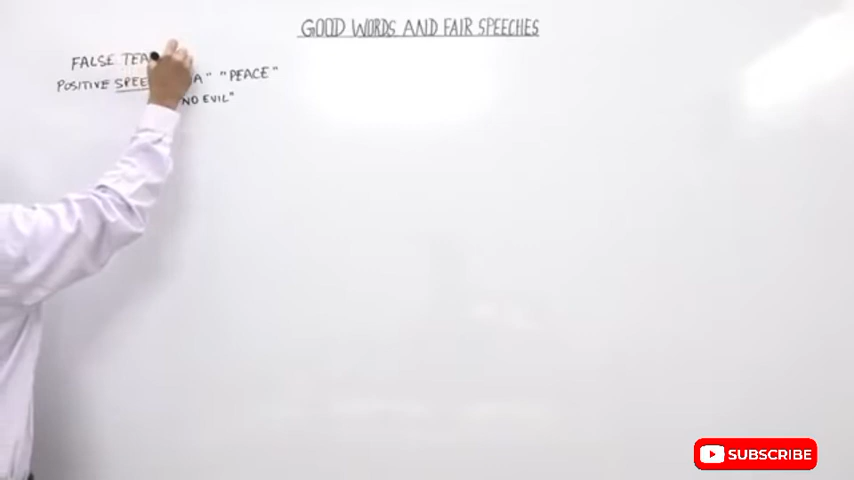 GOOD WORDS AND FAIR SPEECHES
FALSE TEA
POSITIVE SPEE A" "PEACE"
NO EVIL"
SUBSCRIBE